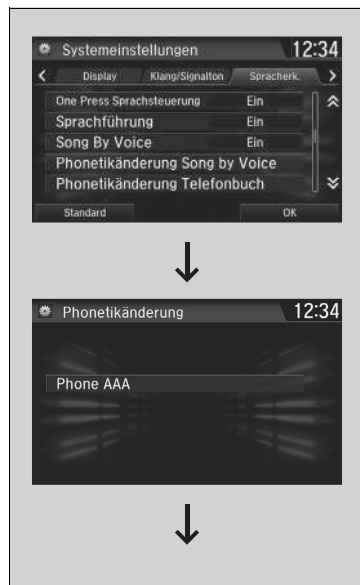 Systemeinstellungen 12:34
Display Klang/Signalton Spracherk.
One Press Sprachsteuerung Ein
Sprachführung Ein
Song By Voice Ein
Phonetikänderung Song by Voice
Phonetikänderung Telefonbuch
Standard OK
Phonetikänderung 12:34
Phone AAA